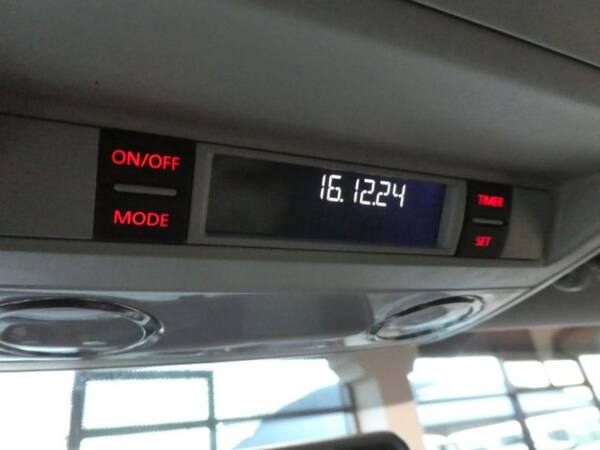 ON/OFF
MODE
16.12.24
TIMER
SET